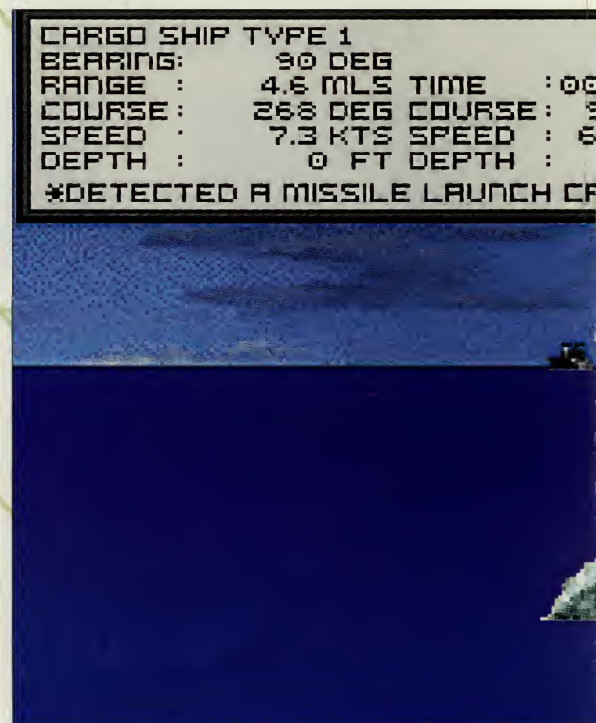 CARGO SHIP TYPE 1
BEARING: 90 DEG
RANGE : 4.6 MLS TIME :
COURSE: 268 DEG COURSE:
SPEED : 7.3 KTS SPEED : 6
DEPTH : 0 FT DEPTH :
*DETECTED A MISSILE LAUNCH